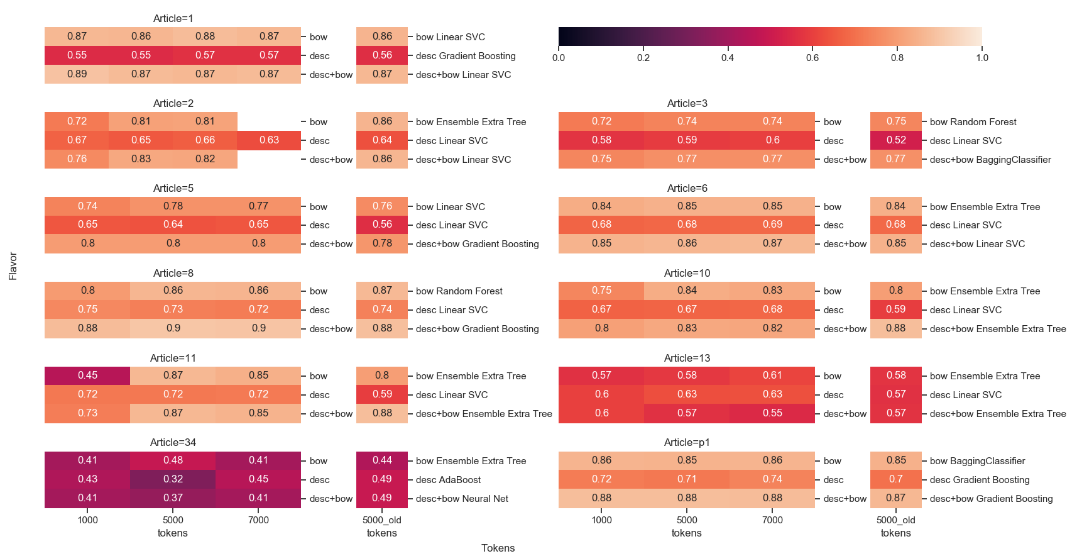 Article=1
0.87 0.86 0.88 0.87 bow 0.86 bow Linear SVC
0.55 0.55 0.57 0.57 desc 0.56 desc Gradient Boosting
0.89 0.87 0.87 0.87 desc+bow 0.87 desc+bow Linear SVC
0.0 0.2 0.4 0.6 0.8 1.0
Article=2
0.72 0.81 0.81 bow 0.86 bow Ensemble Extra Tree
0.67 0.65 0.66 0.63 desc 0.64 desc Linear SVC
0.76 0.83 0.82 desc+bow 0.86 desc+bow Linear SVC
Article=3
0.72 0.74 0.74 bow 0.75 bow Random Forest
0.58 0.59 0.6 desc 0.52 desc Linear SVC
0.75 0.77 0.77 desc+bow 0.77 desc+bow BaggingClassifier
Article=5
0.74 0.78 0.77 bow 0.76 bow Linear SVC
0.65 0.64 0.65 desc 0.56 desc Linear SVC
0.8 0.8 0.8 desc+bow 0.78 desc+bow Gradient Boosting
Article=6
0.84 0.85 0.85 bow 0.84 bow Ensemble Extra Tree
0.68 0.68 0.69 desc 0.68 desc Linear SVC
0.85 0.86 0.87 desc+bow 0.85 desc+bow Linear SVC
Flavor
Article=8
0.8 0.86 0.86 bow 0.87 bow Random Forest
0.75 0.73 0.72 desc 0.74 desc Linear SVC
0.88 0.9 0.9 desc+bow 0.88 desc+bow Gradient Boosting
Article=10
0.75 0.84 0.83 bow 0.8 bow Ensemble Extra Tree
0.67 0.67 0.68 desc 0.59 desc Linear SVC
0.8 0.83 0.82 desc+bow 0.88 desc+bow Ensemble Extra Tree
Article=11
0.45 0.87 0.85 bow 0.8 bow Ensemble Extra Tree
0.72 0.72 0.72 desc 0.59 desc Linear SVC
0.73 0.87 0.85 desc+bow 0.88 desc+bow Ensemble Extra Tree
Article=13
0.57 0.58 0.61 bow 0.58 bow Ensemble Extra Tree
0.6 0.63 0.63 desc 0.57 desc Linear SVC
0.6 0.57 0.55 desc+bow 0.57 desc+bow Ensemble Extra Tree
Article=34
0.41 0.48 0.41 bow 0.44 bow Ensemble Extra Tree
0.43 0.32 0.45 desc 0.49 desc AdaBoost
0.41 0.37 0.41 desc+bow 0.49 desc+bow Neural Net
1000 5000 7000 5000_old
tokens tokens
Article=p1
0.86 0.85 0.86 bow 0.85 bow BaggingClassifier
0.72 0.71 0.74 desc 0.7 desc Gradient Boosting
0.88 0.88 0.88 desc+bow 0.87 desc+bow Gradient Boosting
1000 5000 7000 5000_old
tokens tokens
Tokens